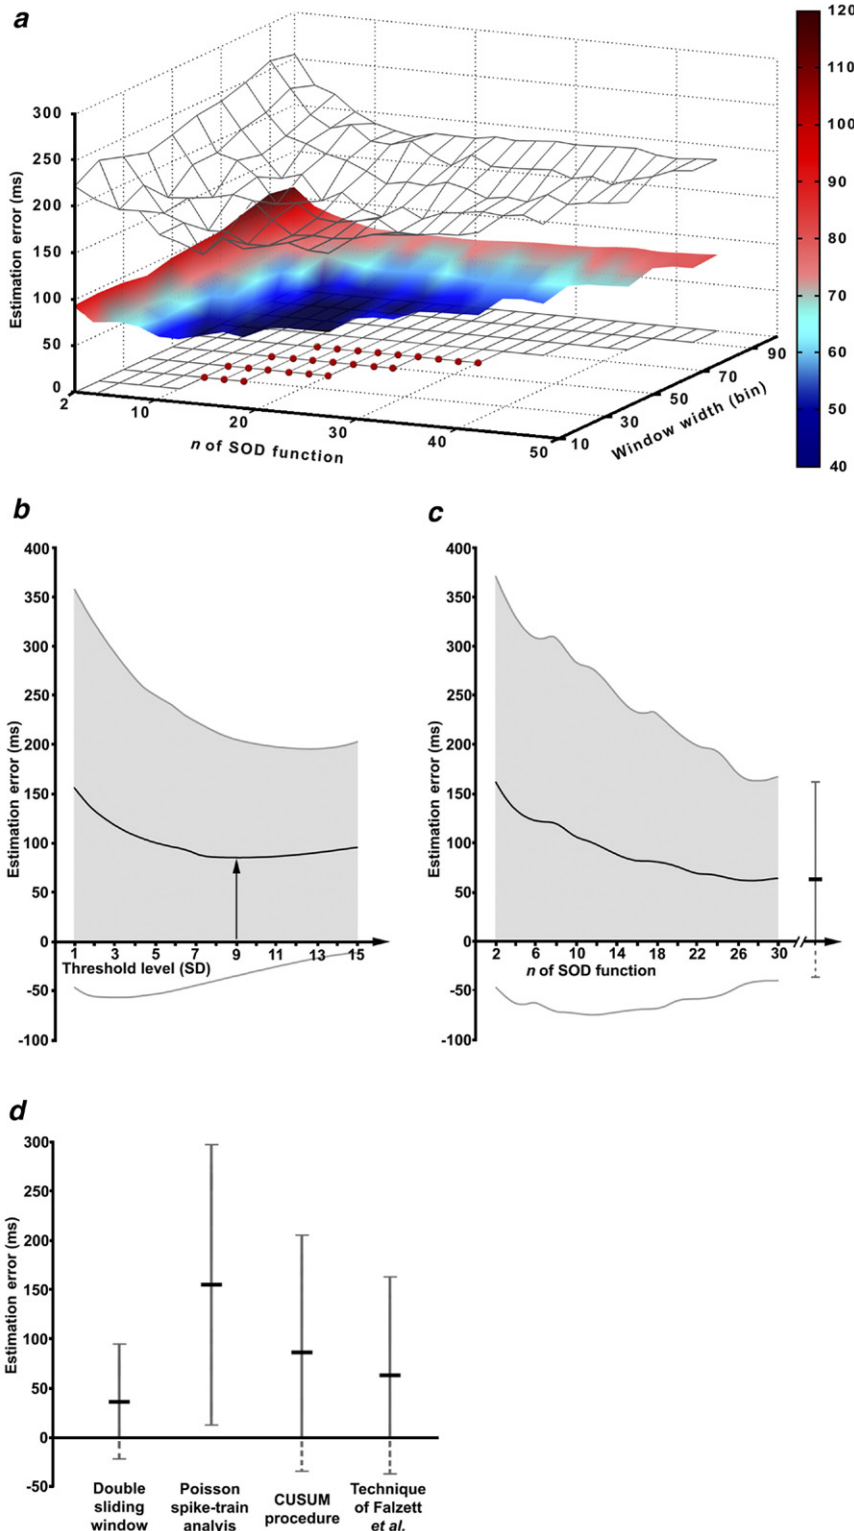 a
120
110
100
90
80
70
60
50
40
300
250
200
150
100
50
0
Estimation error (ms)
2
10
20
30
40
50
n of SOD function
10
30
50
70
90
Window width (bin)
b
400
350
300
250
200
150
100
50
0
-50
-100
Estimation error (ms)
1 3 5 7 9 11 13 15
Threshold level (SD)
c
400
350
300
250
200
150
100
50
0
-50
-100
Estimation error (ms)
2 6 10 14 18 22 26 30
n of SOD function
d
300
250
200
150
100
50
0
-50
Estimation error (ms)
Double
sliding
window
Poisson
spike-train
analyis
CUSUM
procedure
Technique
of Falzett
et al.